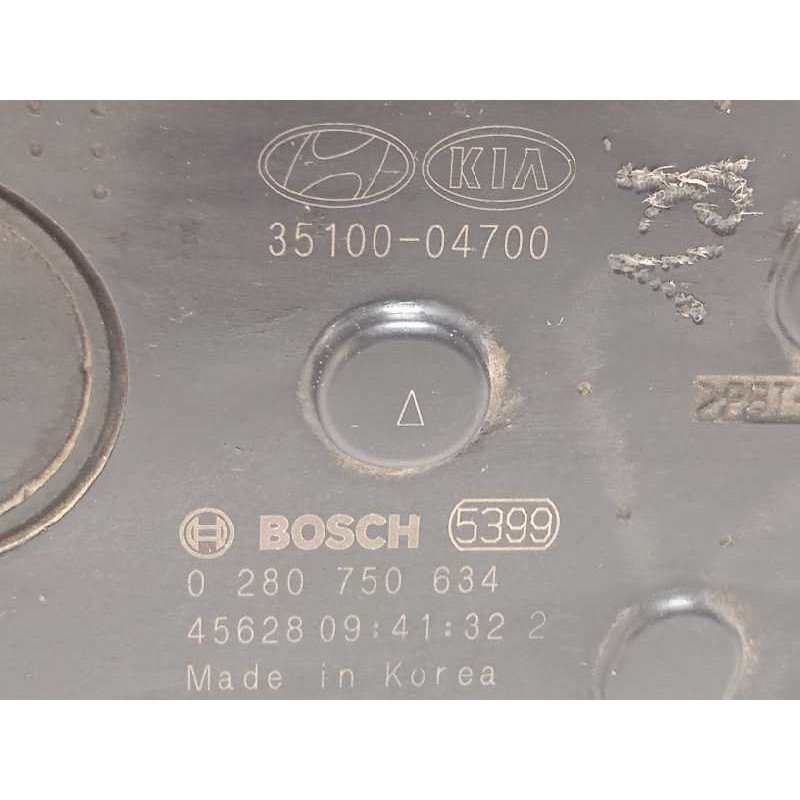 KIA
35100-04700
BOSCH 5399
0 280 750 634
45628 09:41:32 2
Made in Korea